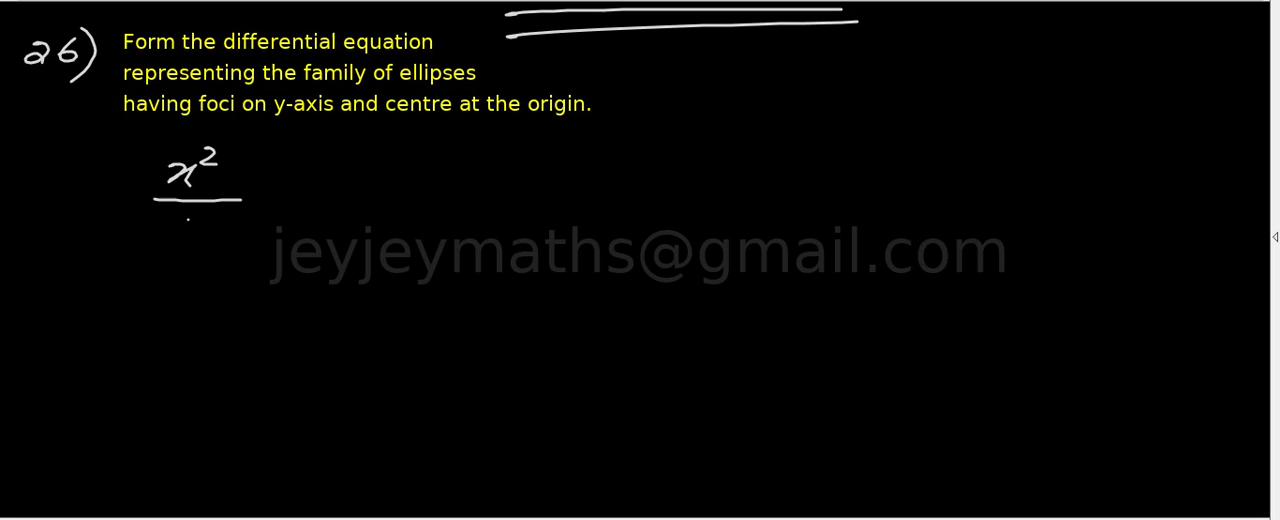 26) Form the differential equation
representing the family of ellipses
having foci on y-axis and centre at the origin.
x²
jeyjeymaths@gmail.com